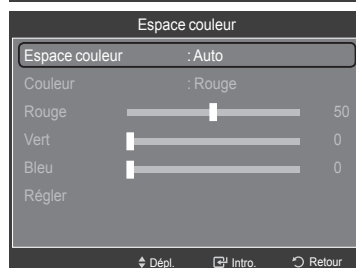 Espace couleur
Espace couleur : Auto
Couleur : Rouge
Rouge 50
Vert 0
Bleu 0
Régler
Dépl. Intro. Retour